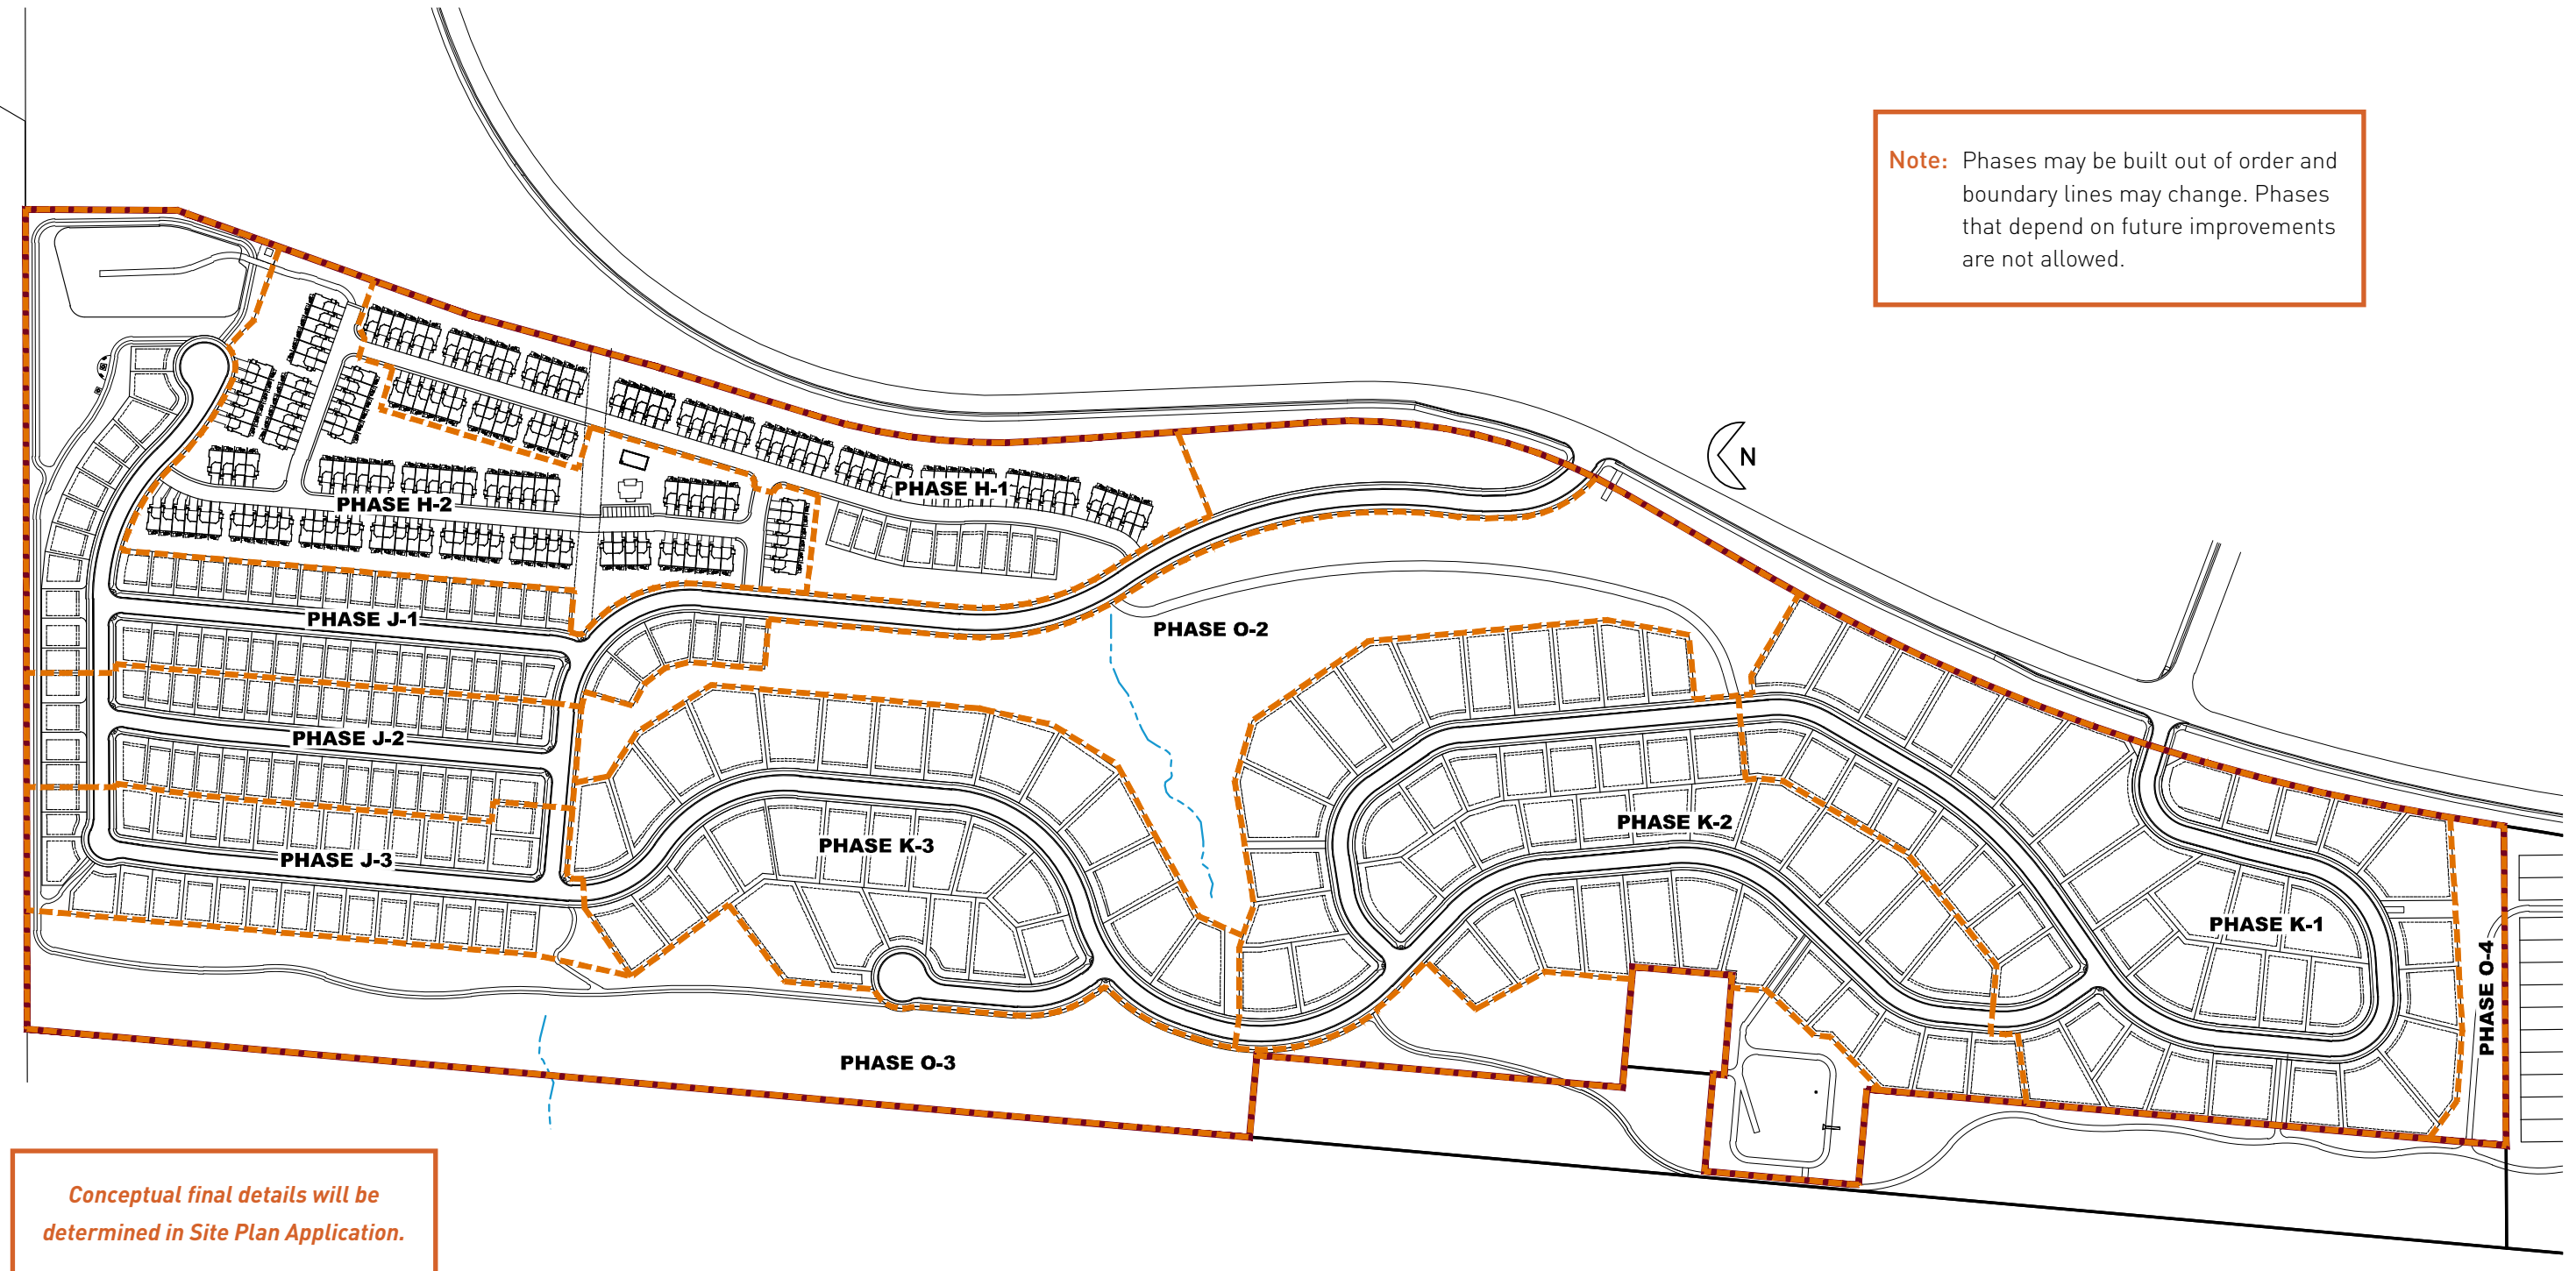 Note: Phases may be built out of order and
boundary lines may change. Phases
that depend on future improvements
are not allowed.
N
PHASE H-1
PHASE H-2
PHASE J-1
PHASE O-2
PHASE J-2
PHASE K-2
PHASE K-3
PHASE J-3
PHASE K-1
PHASE O-4
PHASE O-3
Conceptual final details will be
determined in Site Plan Application.